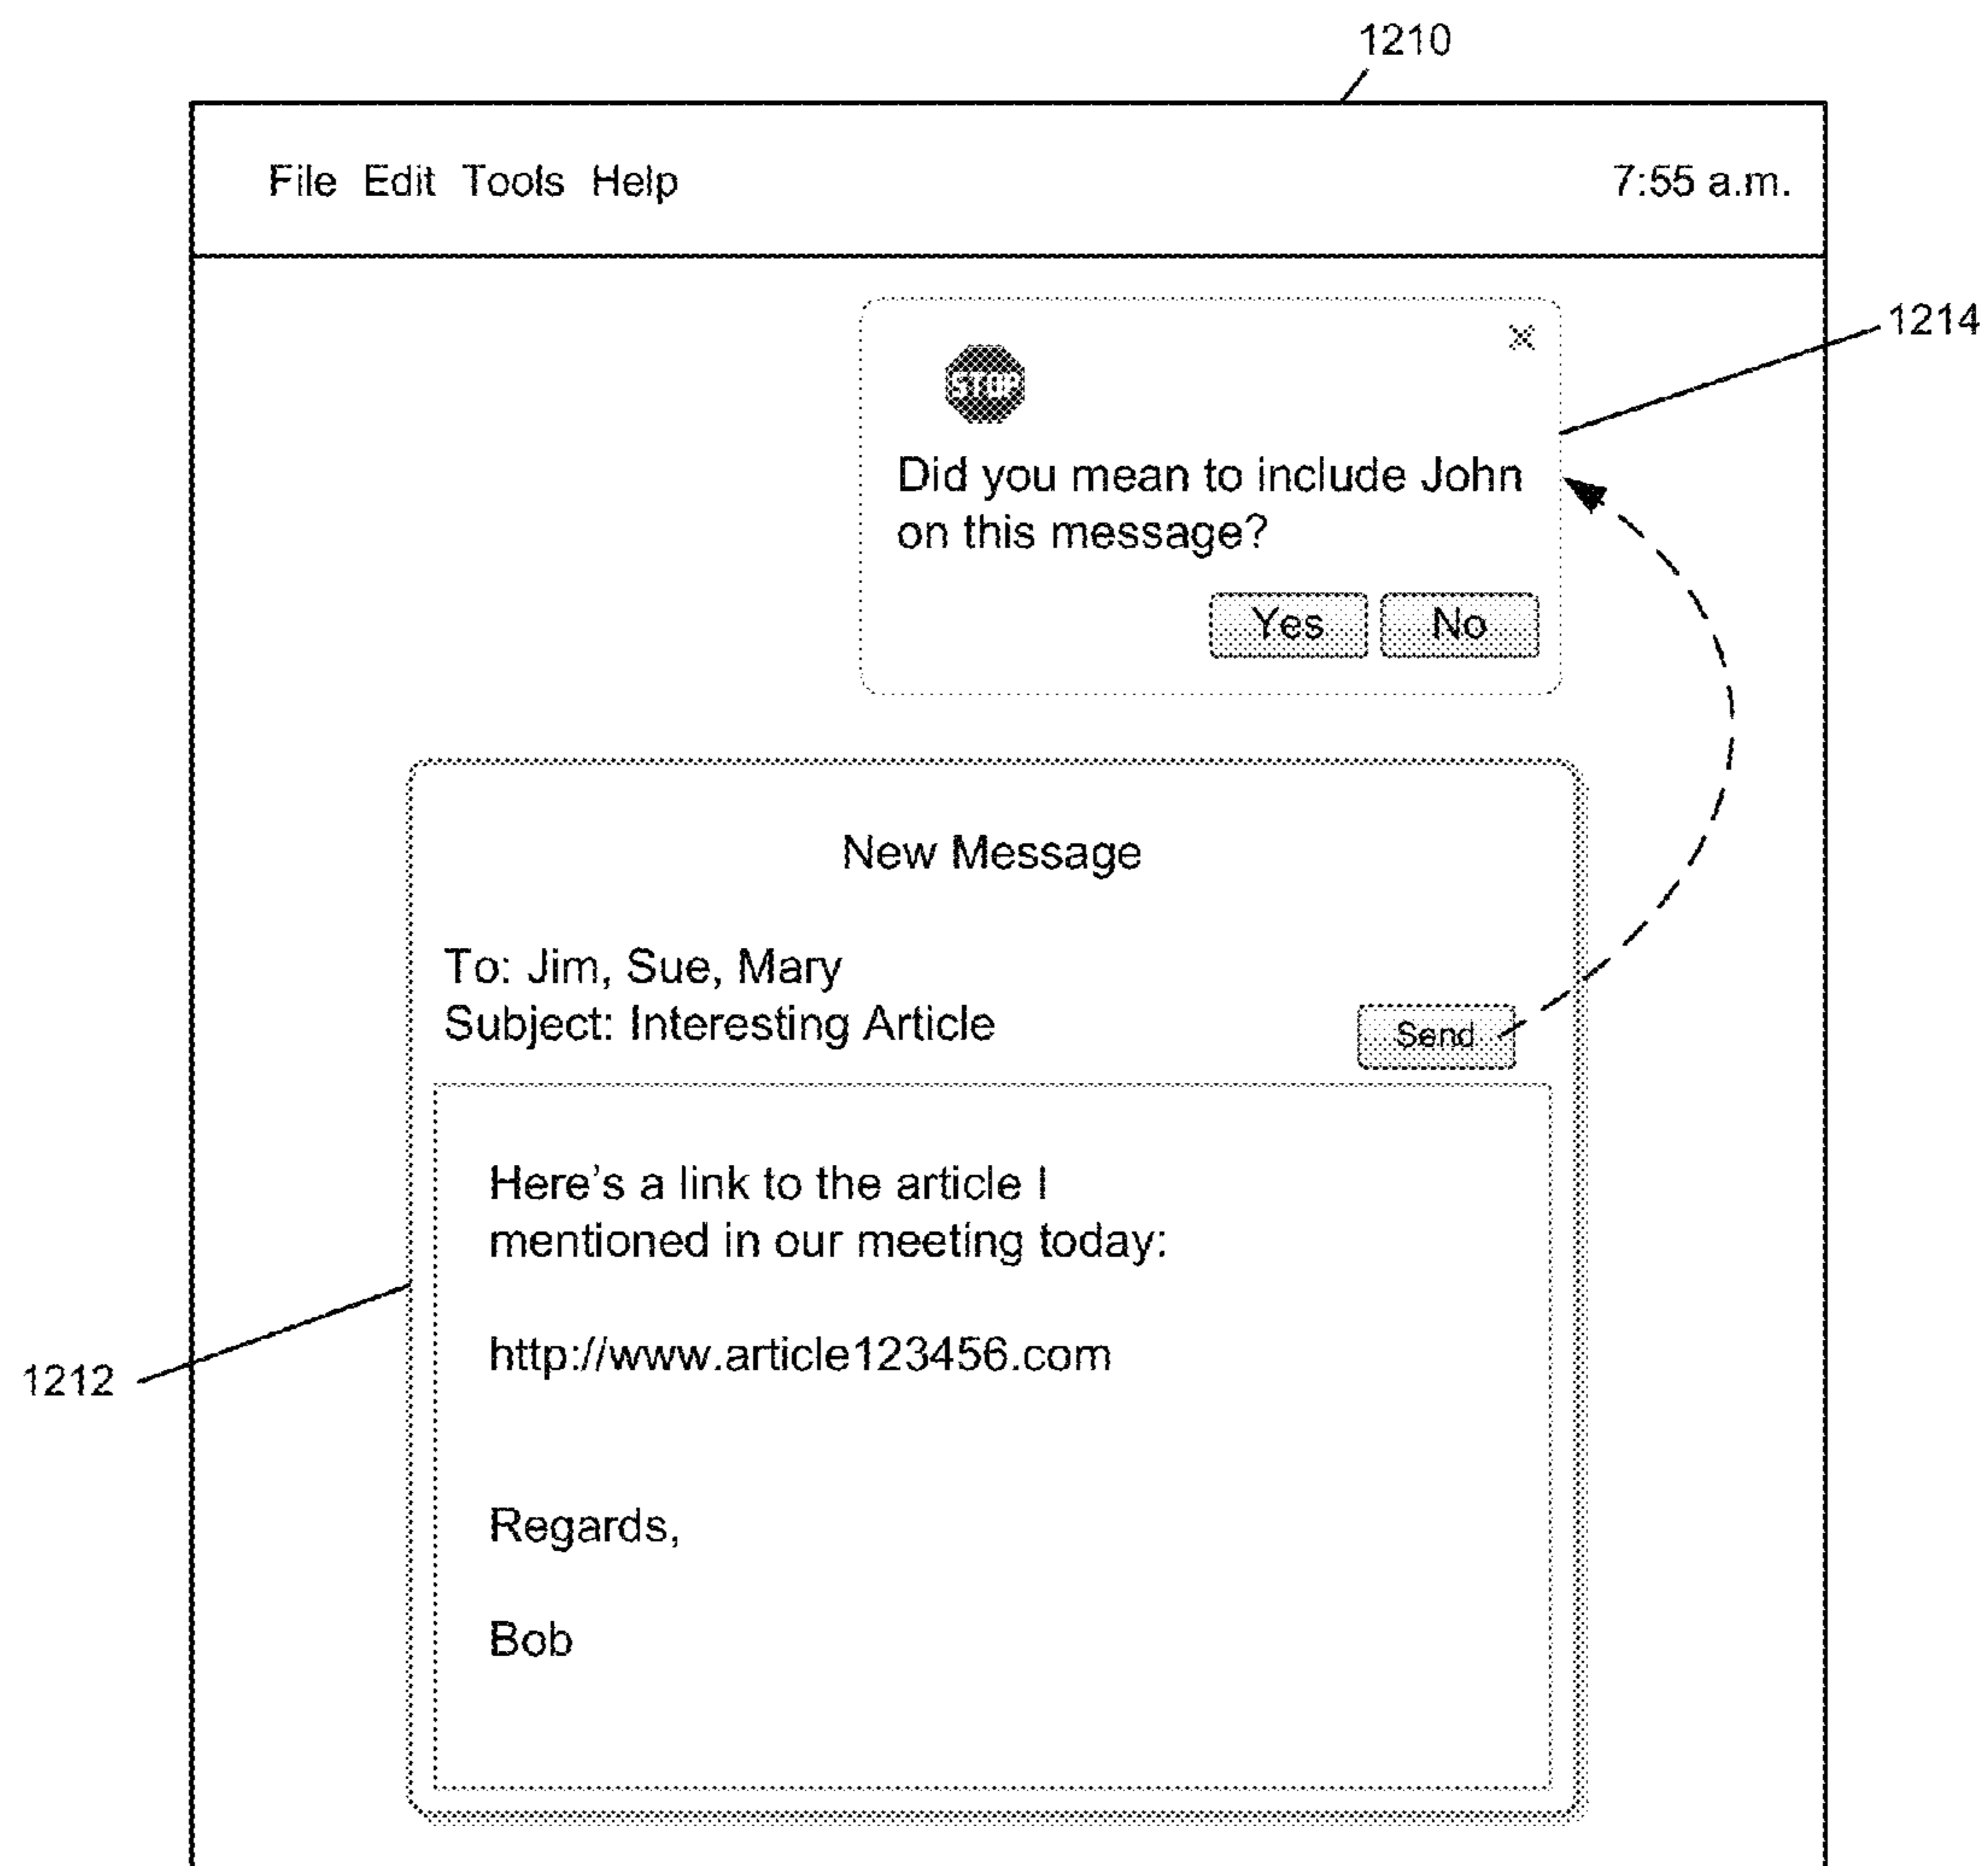 1210
File Edit Tools Help
7:55 a.m.
1214
STOP
Did you mean to include John
on this message?
Yes No
New Message
To: Jim, Sue, Mary
Subject: Interesting Article
Send
Here's a link to the article I
mentioned in our meeting today:
http://www.article123456.com
1212
Regards,
Bob